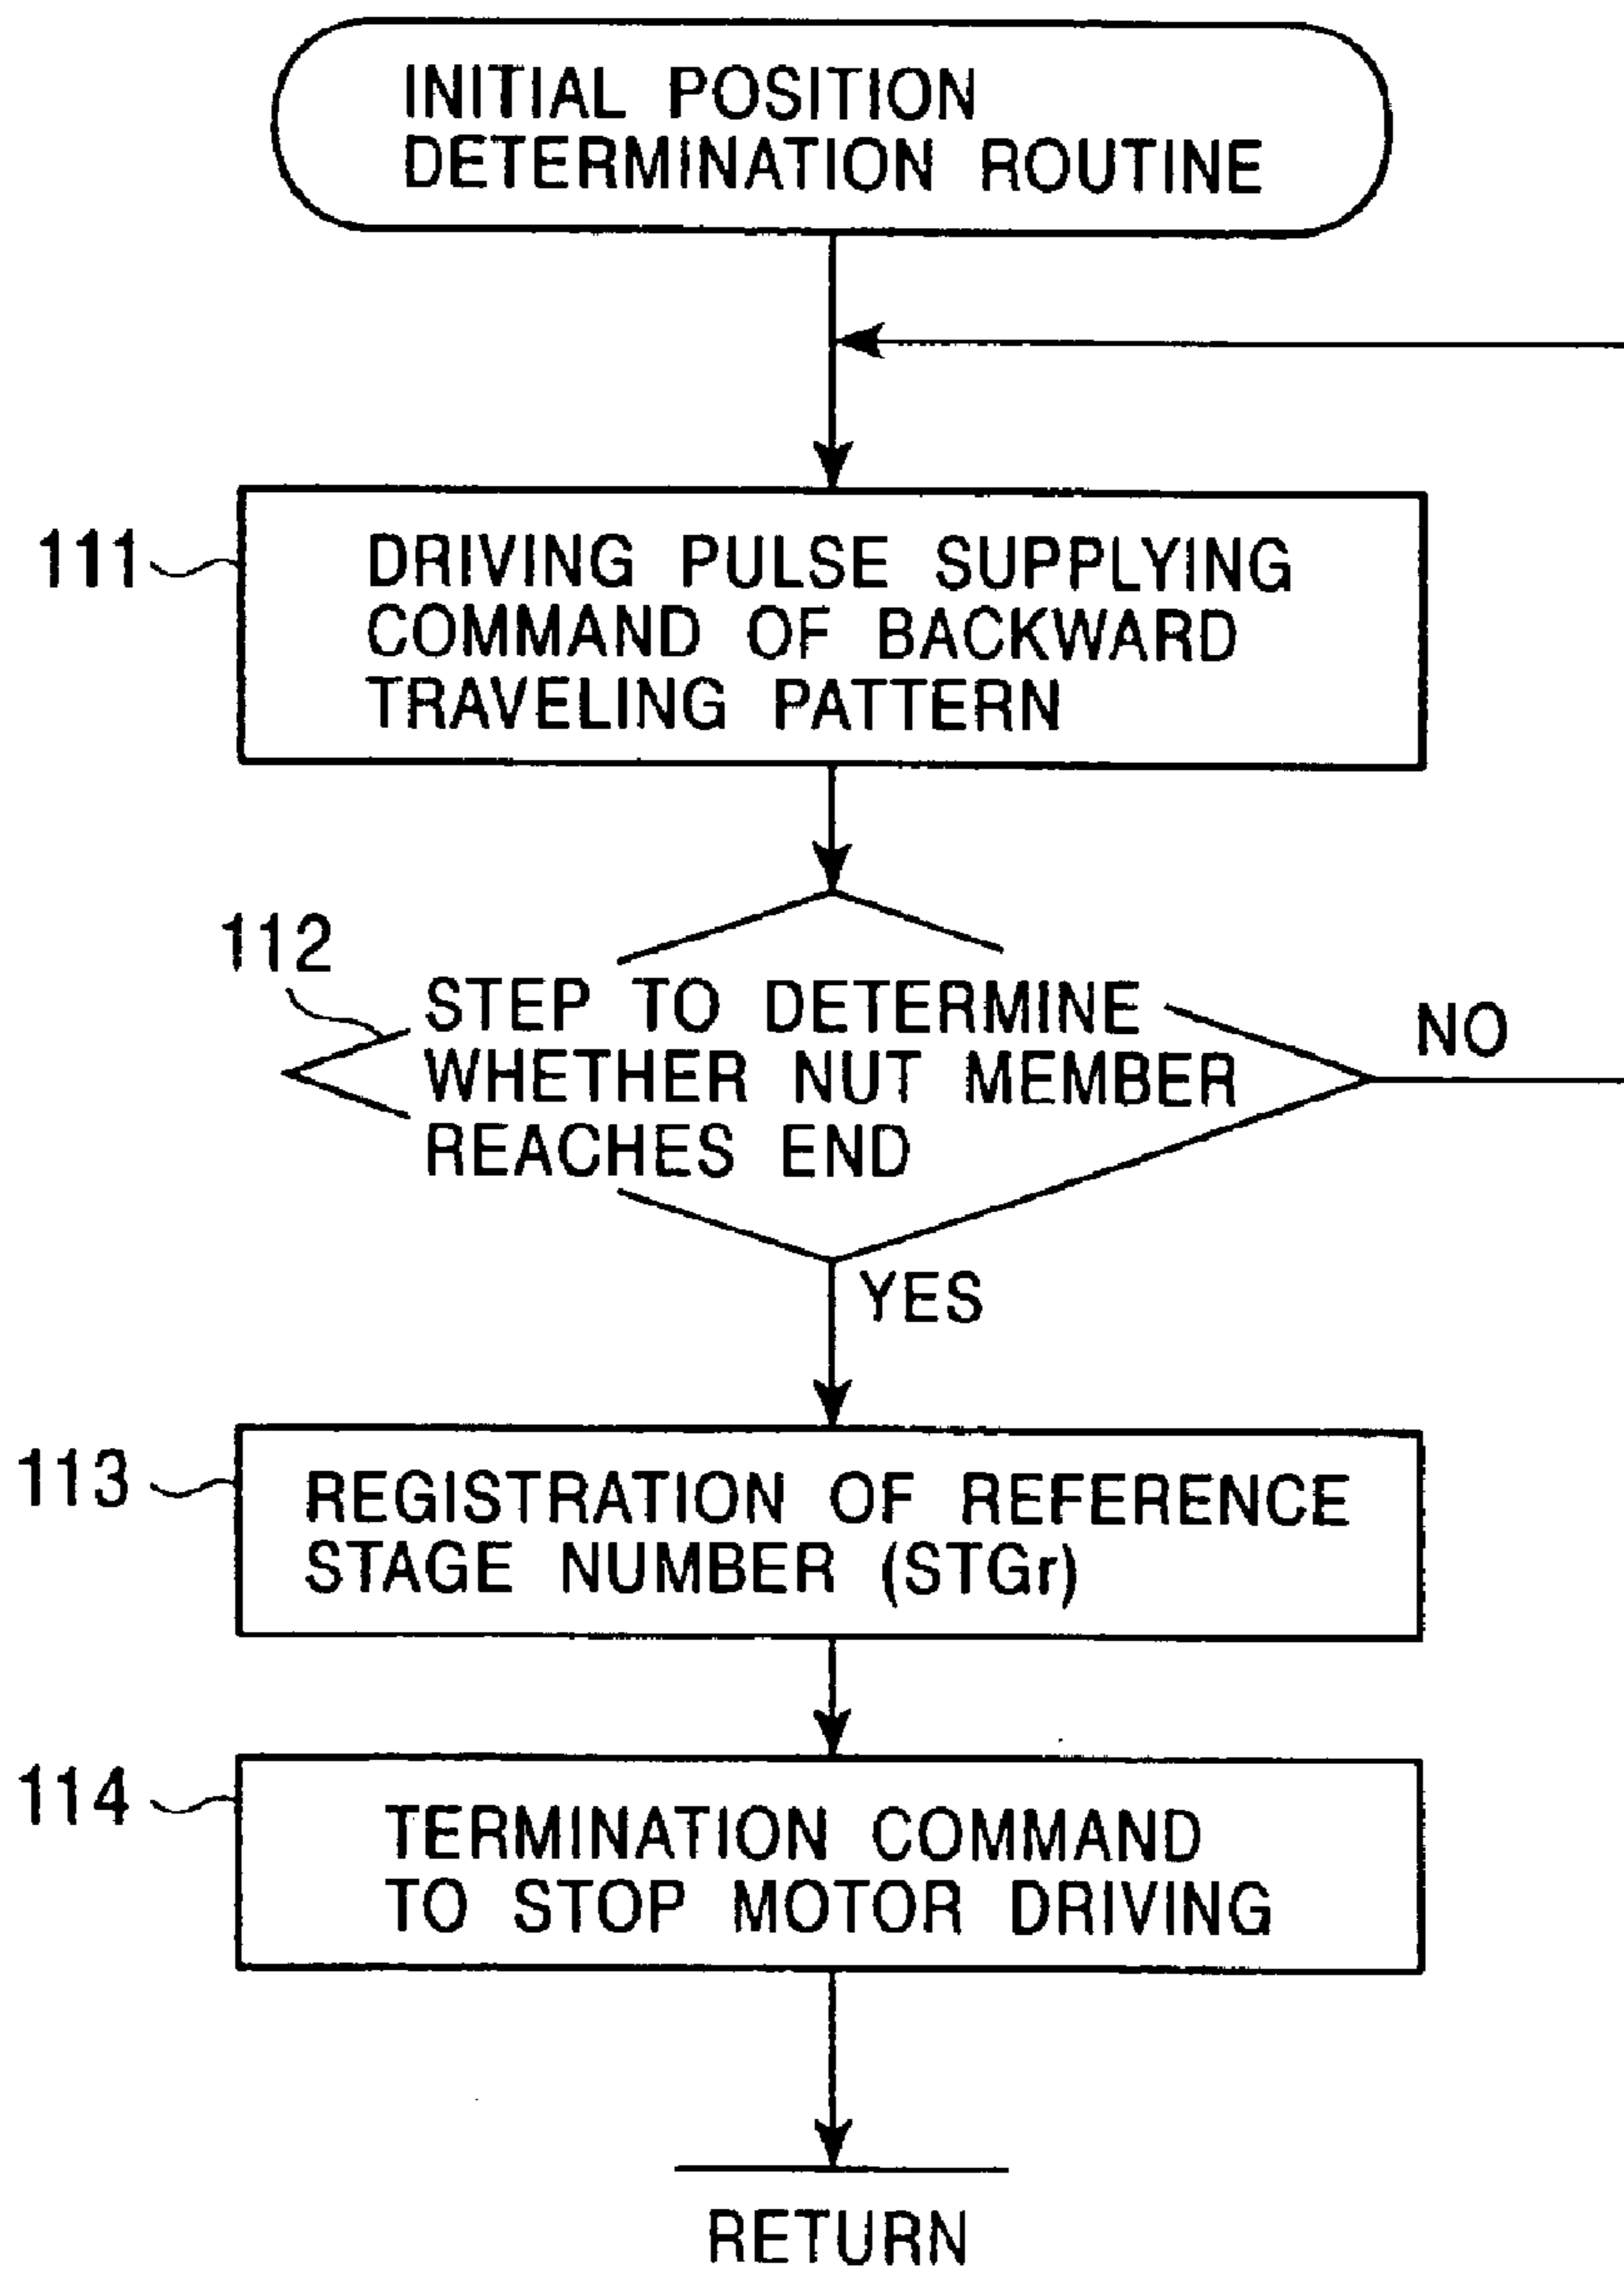 INITIAL POSITION
DETERMINATION ROUTINE
111
DRIVING PULSE SUPPLYING
COMMAND OF BACKWARD
TRAVELING PATTERN
112
STEP TO DETERMINE
WHETHER NUT MEMBER
REACHES END
NO
YES
113
REGISTRATION OF REFERENCE
STAGE NUMBER (STGr)
114
TERMINATION COMMAND
TO STOP MOTOR DRIVING
RETURN